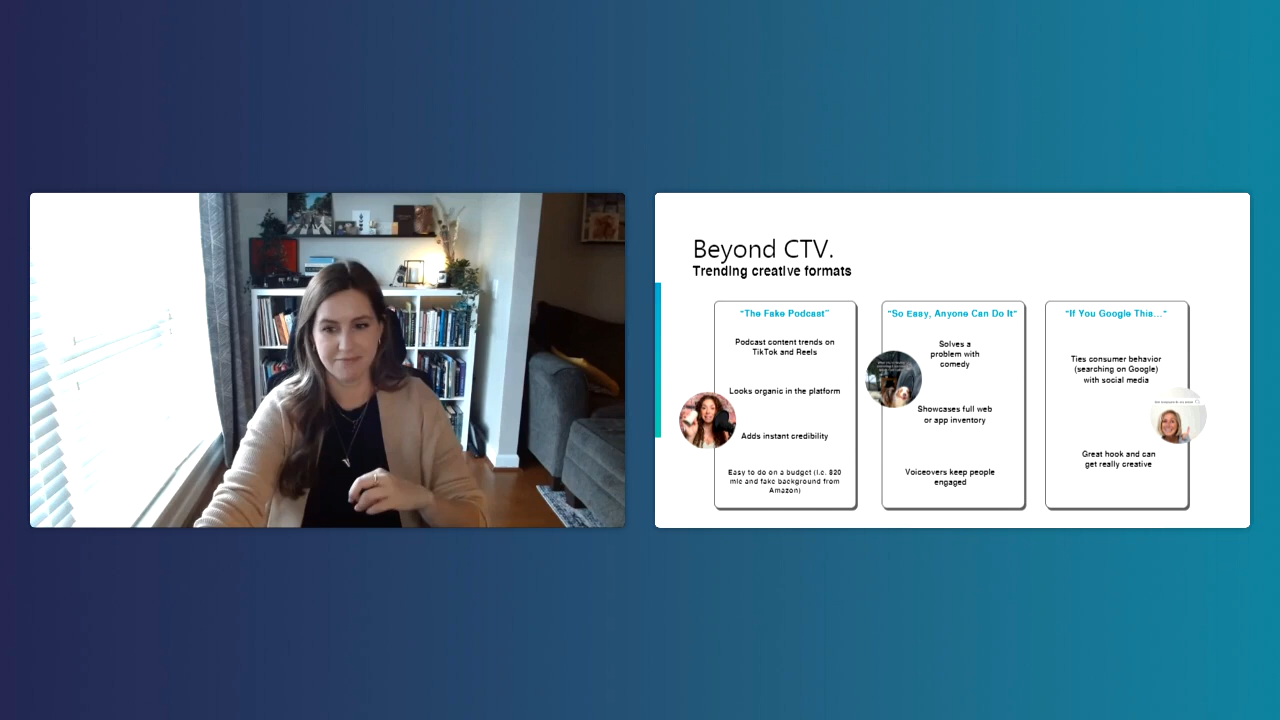 Beyond CTV.
Trending creative formats
"The Fake Podcast"
Podcast content trends on
TikTok and Reels
Looks organic in the platform
Adds instant credibility
Easy to do on a budget (i.e. $20
mic and fake background from
Amazon)
"So Easy, Anyone Can Do It"
Solves a
problem with
comedy
Showcases full web
or app inventory
Voiceovers keep people
engaged
"If You Google This..."
Ties consumer behavior
(searching on Google)
with social media
Great hook and can
get really creative